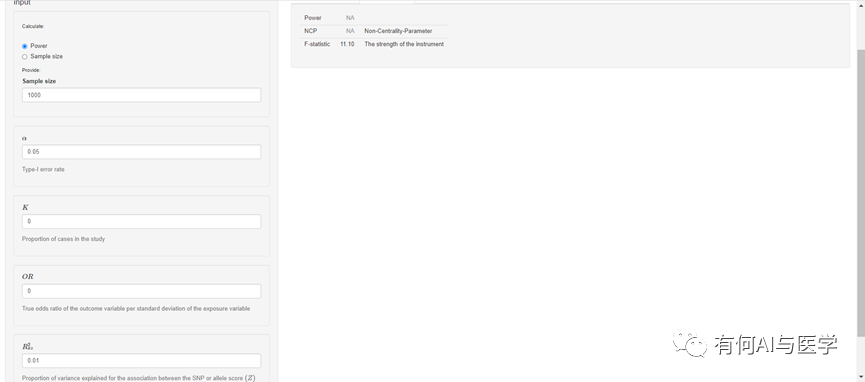 Input
Calculate:
Power
Sample size
Provide:
Sample size
1000
α
0.05
Type-I error rate
K
0
Proportion of cases in the study
OR
0
True odds ratio of the outcome variable per standard deviation of the exposure variable
R²xz
0.01
Proportion of variance explained for the association between the SNP or allele score (Z)
Power NA
NCP NA Non-Centrality-Parameter
F-statistic 11.10 The strength of the instrument
有何AI与医学